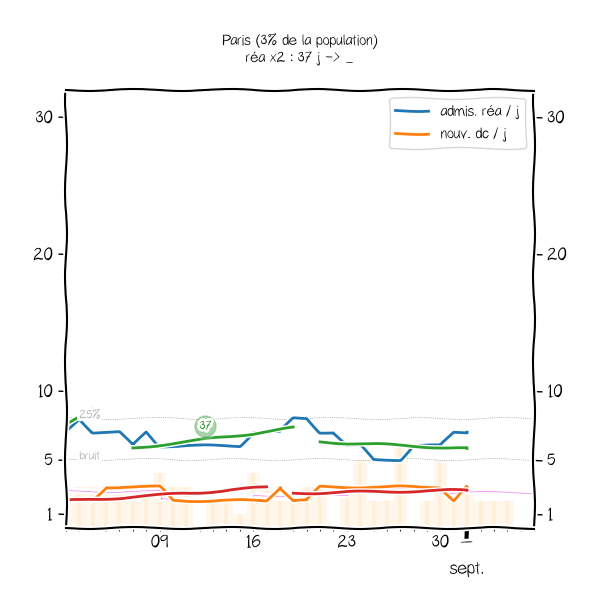 Paris (3% de la population)
réa x2 : 37 j -> _
admis. réa / j
nouv. dc / j
30
30
20
20
10
10
25%
37
bruit
5
5
1
1
09
16
23
30
1
sept.